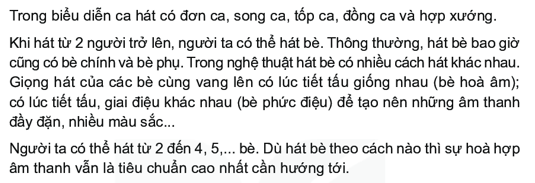 Trong biểu diễn ca hát có đơn ca, song ca, tốp ca, đồng ca và hợp xướng.
Khi hát từ 2 người trở lên, người ta có thể hát bè. Thông thường, hát bè bao giờ
cũng có bè chính và bè phụ. Trong nghệ thuật hát bè có nhiều cách hát khác nhau.
Giọng hát của các bè cùng vang lên có lúc tiết tấu giống nhau (bè hoà âm);
có lúc tiết tấu, giai điệu khác nhau (bè phức điệu) để tạo nên những âm thanh
đầy đặn, nhiều màu sắc...
Người ta có thể hát từ 2 đến 4, 5,... bè. Dù hát bè theo cách nào thì sự hoà hợp
âm thanh vẫn là tiêu chuẩn cao nhất cần hướng tới.